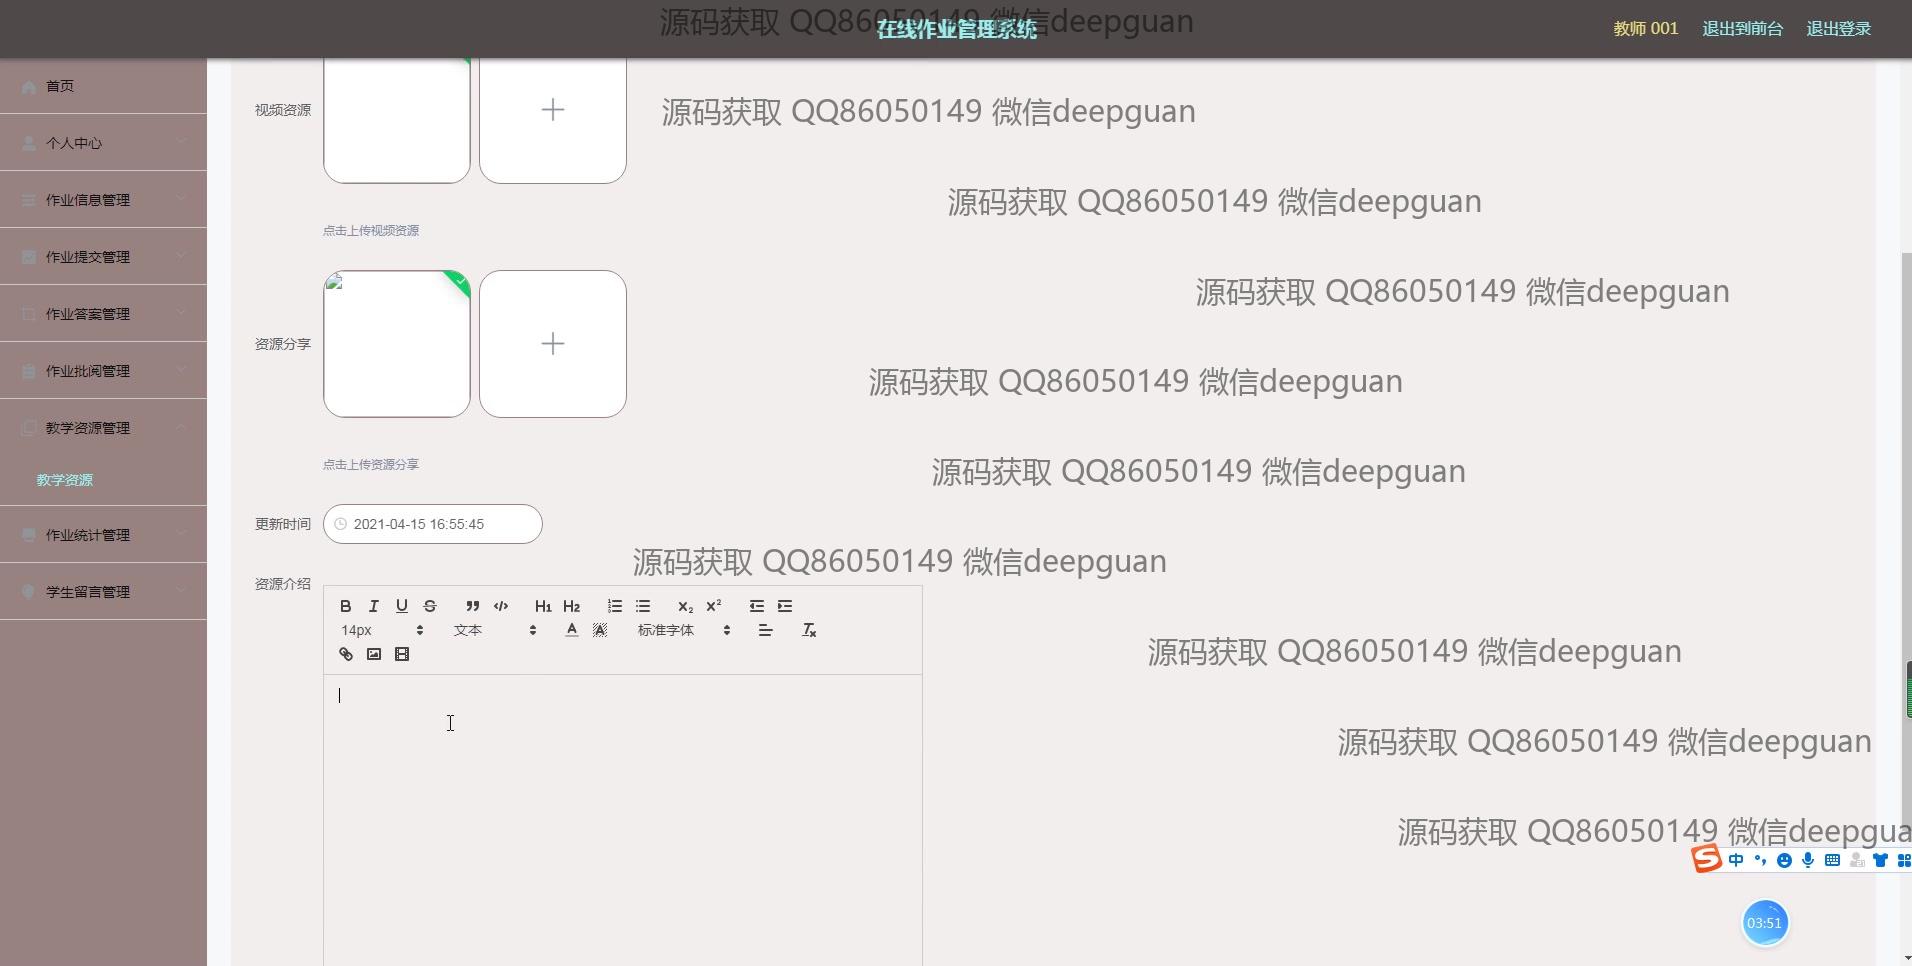 源码获取 QQ86050149 微信deepguan
在线作业管理系统
教师 001
退出到前台
退出登录
首页
个人中心
作业信息管理
作业提交管理
作业答案管理
作业批阅管理
教学资源管理
教学资源
作业统计管理
学生留言管理
视频资源
源码获取 QQ86050149 微信deepguan
源码获取 QQ86050149 微信deepguan
点击上传视频资源
源码获取 QQ86050149 微信deepguan
资源分享
源码获取 QQ86050149 微信deepguan
点击上传资源分享
源码获取 QQ86050149 微信deepguan
更新时间
2021-04-15 16:55:45
源码获取 QQ86050149 微信deepguan
资源介绍
B I U S H1 H2 X2 X2
14px 文本 A A 标准字体 Tx
源码获取 QQ86050149 微信deepguan
源码获取 QQ86050149 微信deepguan
源码获取 QQ86050149 微信deepgua
S 中
03:51